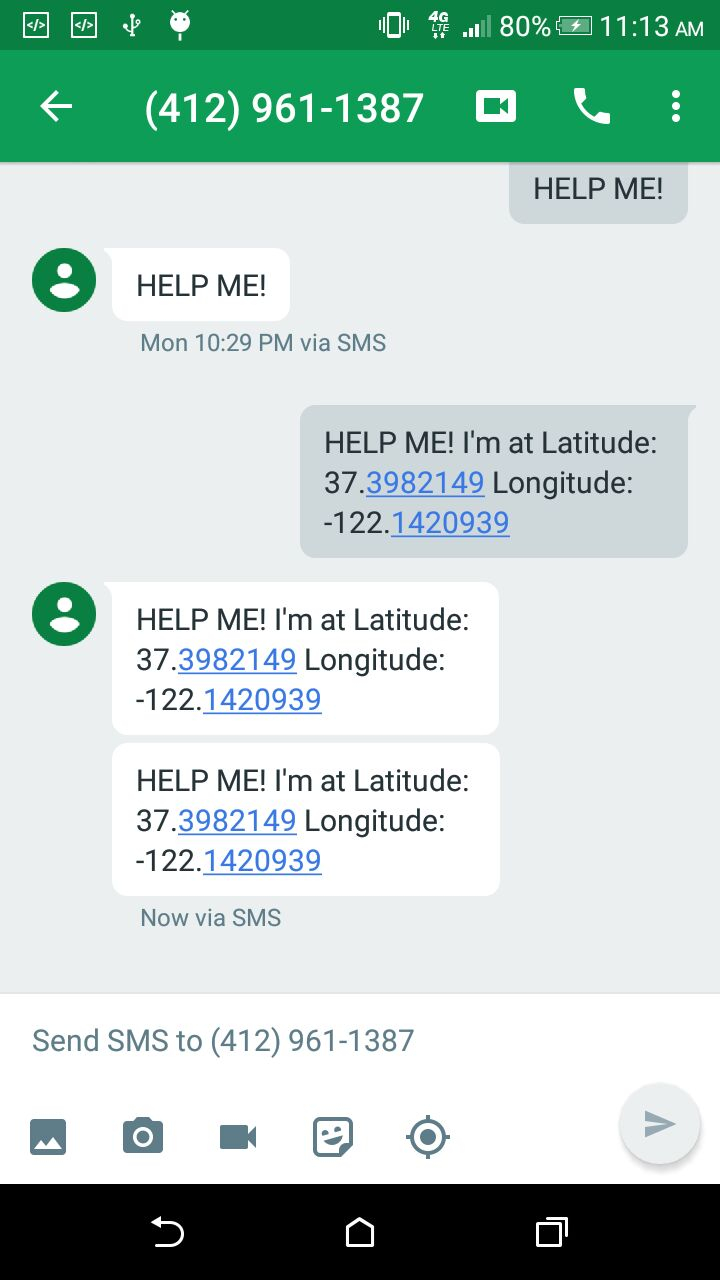 4G LTE 80% 11:13 AM
(412) 961-1387
HELP ME!
HELP ME!
Mon 10:29 PM via SMS
HELP ME! I'm at Latitude:
37.3982149 Longitude:
-122.1420939
HELP ME! I'm at Latitude:
37.3982149 Longitude:
-122.1420939
HELP ME! I'm at Latitude:
37.3982149 Longitude:
-122.1420939
Now via SMS
Send SMS to (412) 961-1387